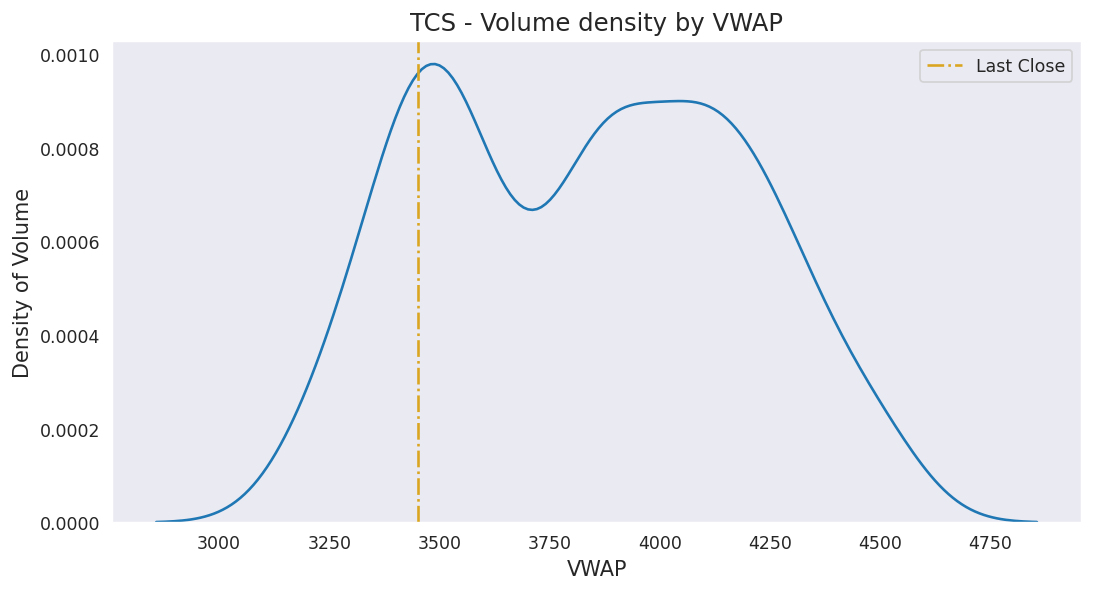 TCS - Volume density by VWAP
Last Close
Density of Volume
0.0010
0.0008
0.0006
0.0004
0.0002
0.0000
3000 3250 3500 3750 4000 4250 4500 4750
VWAP